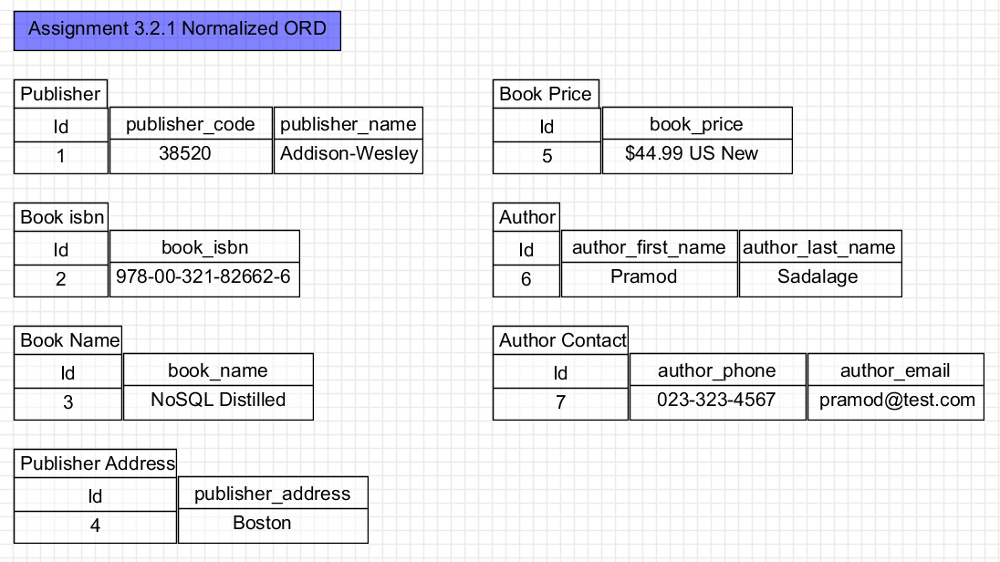 Assignment 3.2.1 Normalized ORD
Publisher
Id publisher_code publisher_name
1 38520 Addison-Wesley
Book isbn
Id book_isbn
2 978-00-321-82662-6
Book Name
Id book_name
3 NoSQL Distilled
Publisher Address
Id publisher_address
4 Boston
Book Price
Id book_price
5 $44.99 US New
Author
Id author_first_name author_last_name
6 Pramod Sadalage
Author Contact
Id author_phone author_email
7 023-323-4567 pramod@test.com